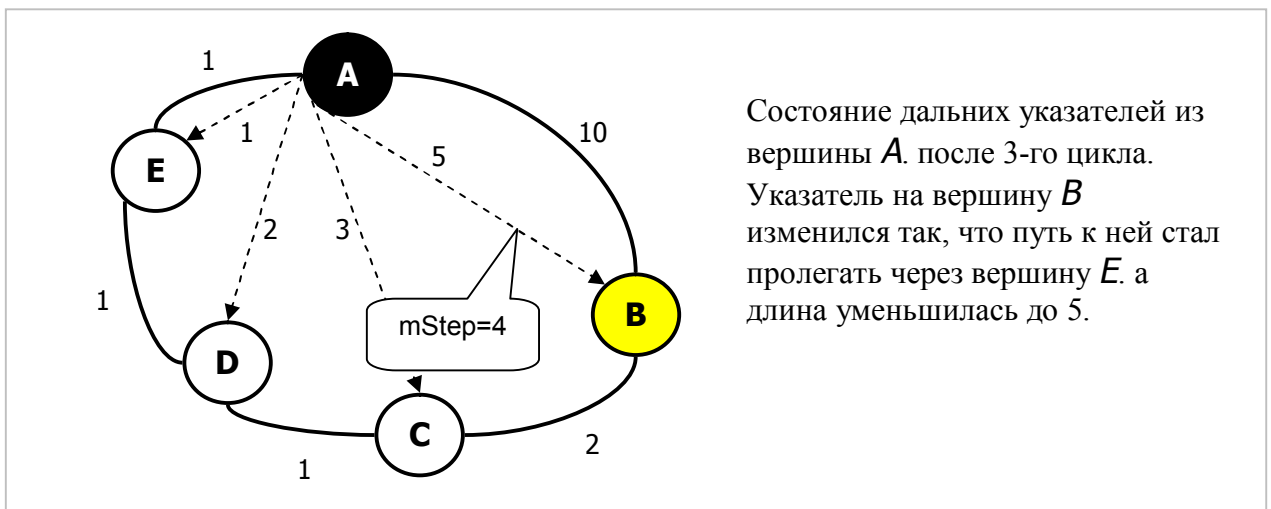 1
A
10
1
5
E
2
3
B
mStep=4
1
D
C
2
1
Состояние дальних указателей из
вершины A. после 3-го цикла.
Указатель на вершину B
изменился так, что путь к ней стал
пролегать через вершину E. а
длина уменьшилась до 5.